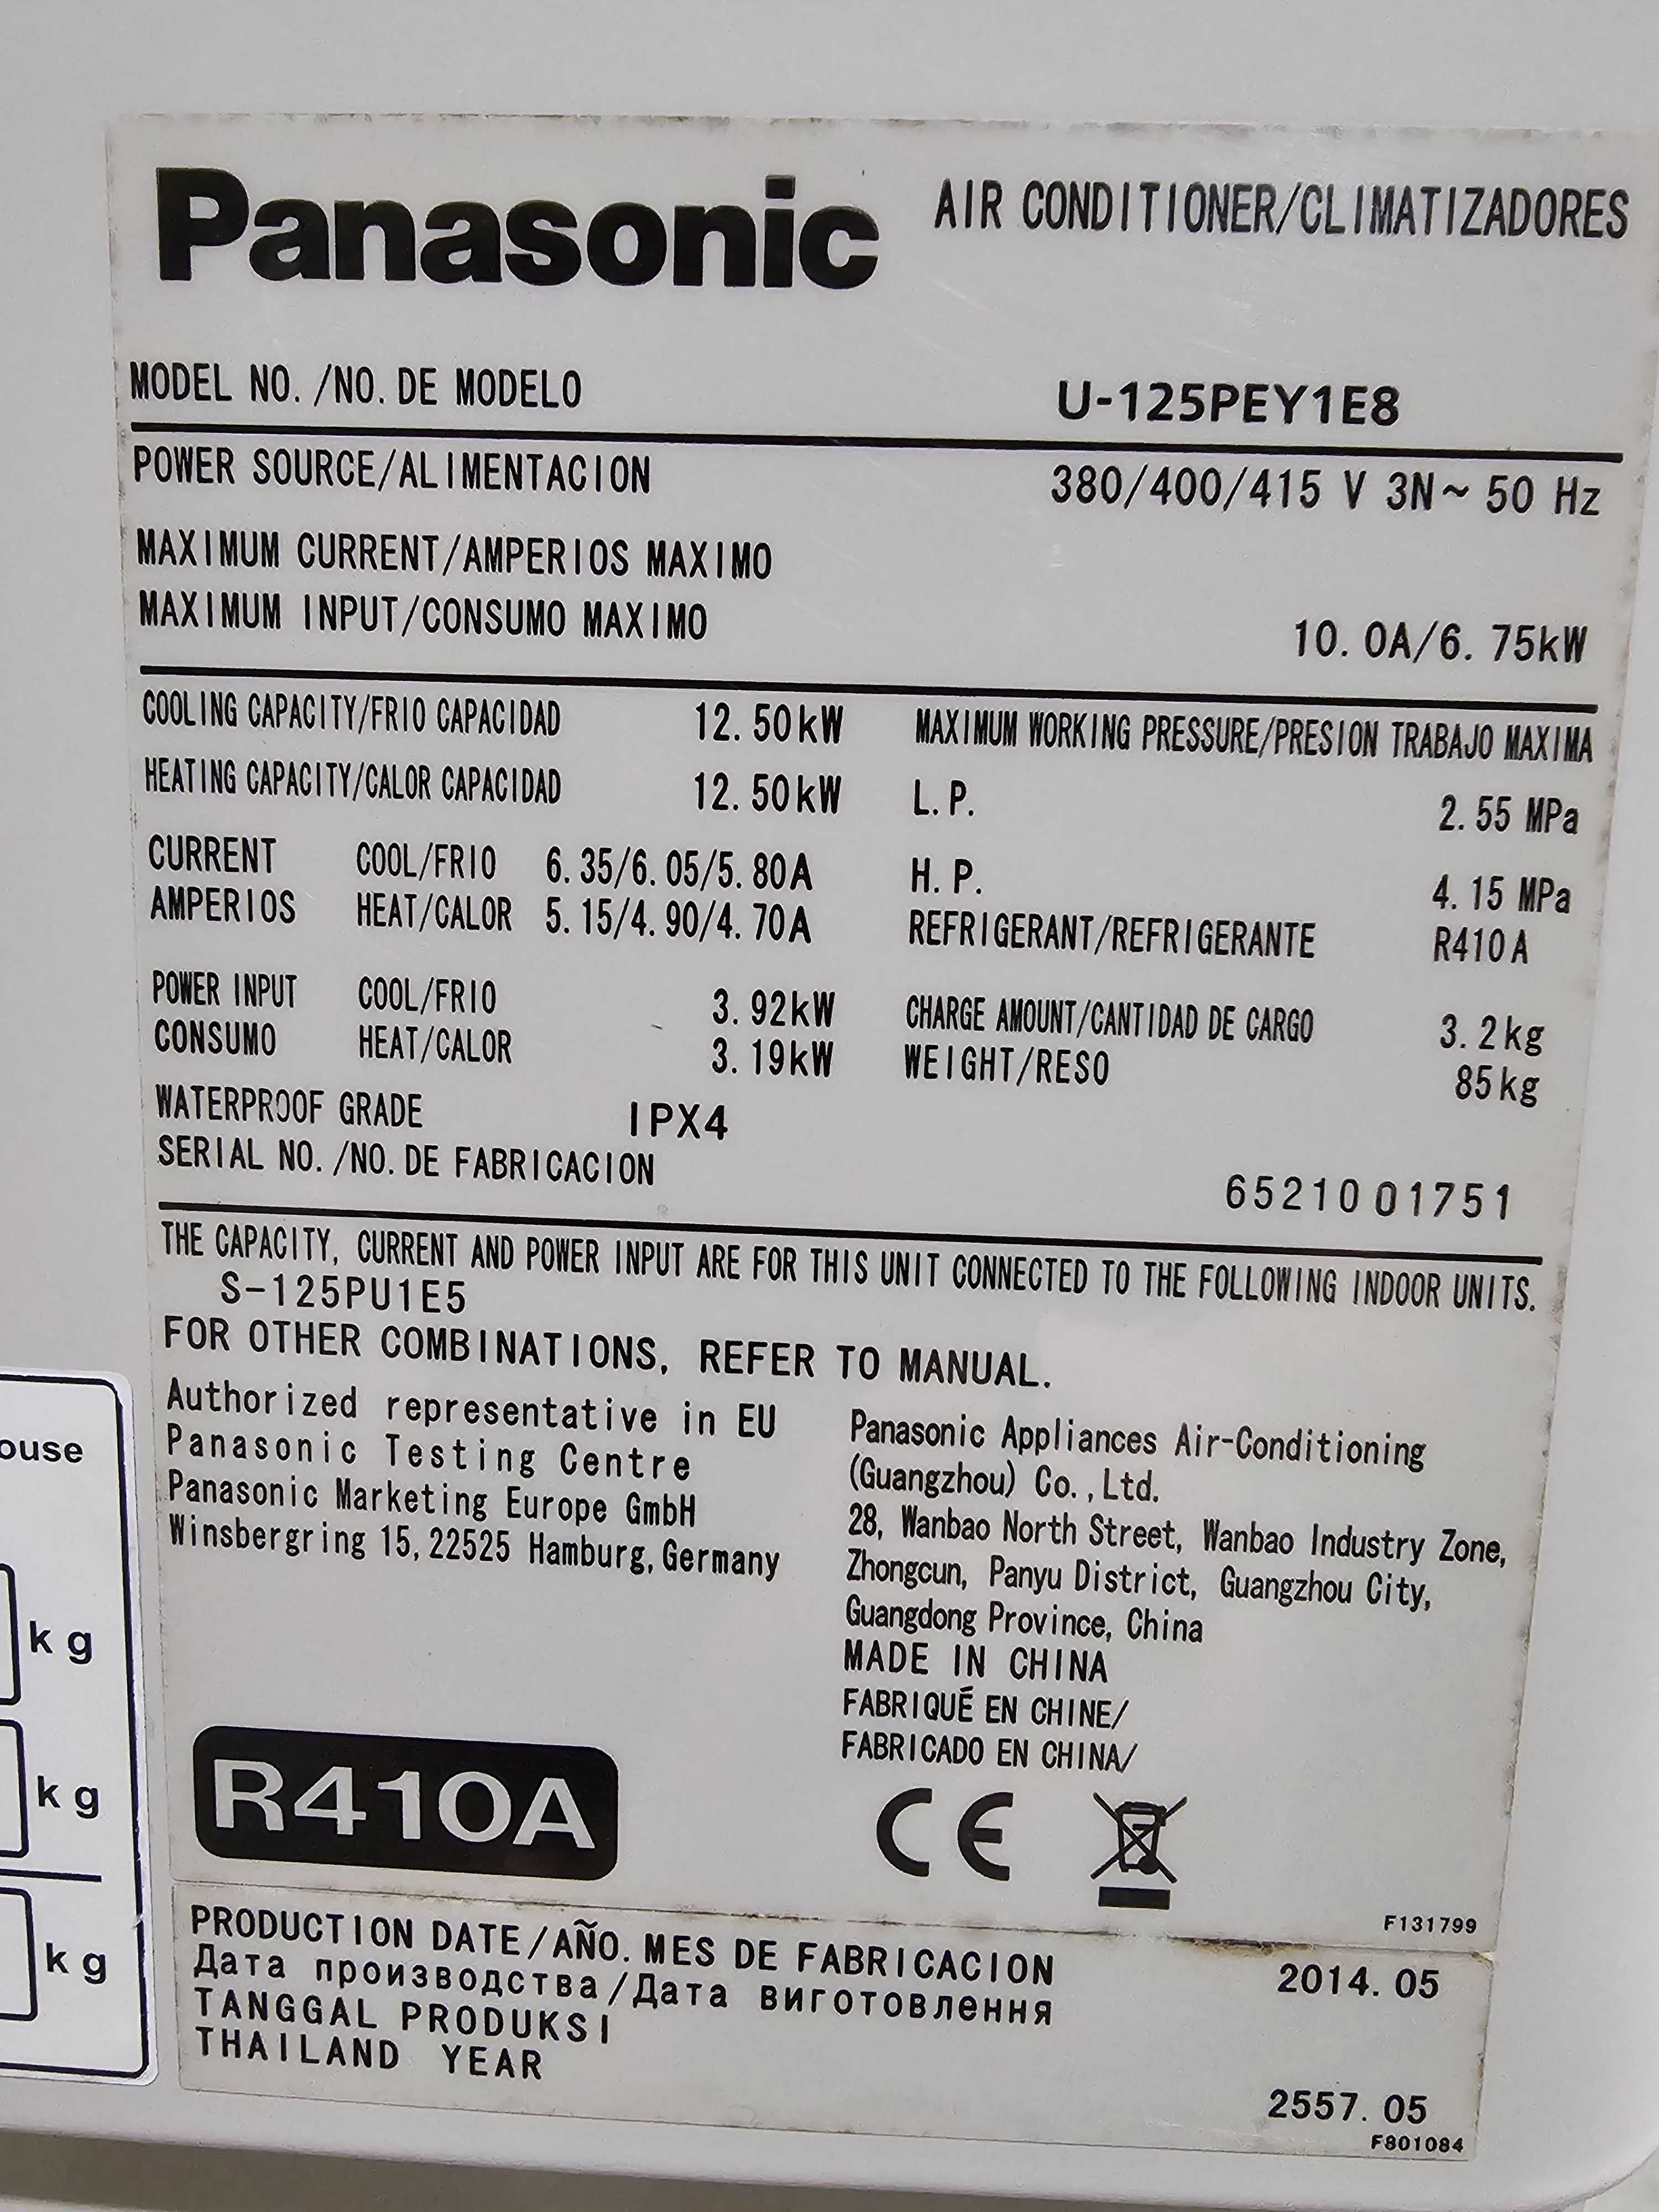 Panasonic AIR CONDITIONER/CLIMATIZADORES
MODEL NO./NO. DE MODELO U-125PEY1E8
POWER SOURCE/ALIMENTACION 380/400/415 V 3N~ 50 Hz
MAXIMUM CURRENT/AMPERIOS MAXIMO
MAXIMUM INPUT/CONSUMO MAXIMO 10.0A/6.75kW
COOLING CAPACITY/FRIO CAPACIDAD 12.50kW
HEATING CAPACITY/CALOR CAPACIDAD 12.50kW
CURRENT COOL/FRIO 6.35/6.05/5.80A
AMPERIOS HEAT/CALOR 5.15/4.90/4.70A
POWER INPUT COOL/FRIO 3.92kW
CONSUMO HEAT/CALOR 3.19kW
WATERPROOF GRADE IPX4
MAXIMUM WORKING PRESSURE/PRESION TRABAJO MAXIMA
L.P. 2.55 MPa
H.P. 4.15 MPa
REFRIGERANT/REFRIGERANTE R410A
CHARGE AMOUNT/CANTIDAD DE CARGO 3.2kg
WEIGHT/RESO 85kg
SERIAL NO./NO. DE FABRICACION 6521001751
THE CAPACITY, CURRENT AND POWER INPUT ARE FOR THIS UNIT CONNECTED TO THE FOLLOWING INDOOR UNITS.
S-125PU1E5
FOR OTHER COMBINATIONS, REFER TO MANUAL.
Authorized representative in EU
Panasonic Testing Centre
Panasonic Marketing Europe GmbH
Winsbergring 15, 22525 Hamburg, Germany
Panasonic Appliances Air-Conditioning
(Guangzhou) Co., Ltd.
28, Wanbao North Street, Wanbao Industry Zone,
Zhongcun, Panyu District, Guangzhou City,
Guangdong Province, China
MADE IN CHINA
FABRIQUÉ EN CHINE/
FABRICADO EN CHINA/
R410A
CE
F131799
PRODUCTION DATE/AÑO. MES DE FABRICACION 2014.05
Дата производства/Дата виготовлення
TANGGAL PRODUKSI
THAILAND YEAR 2557.05
F801084
ouse
kg
kg
kg